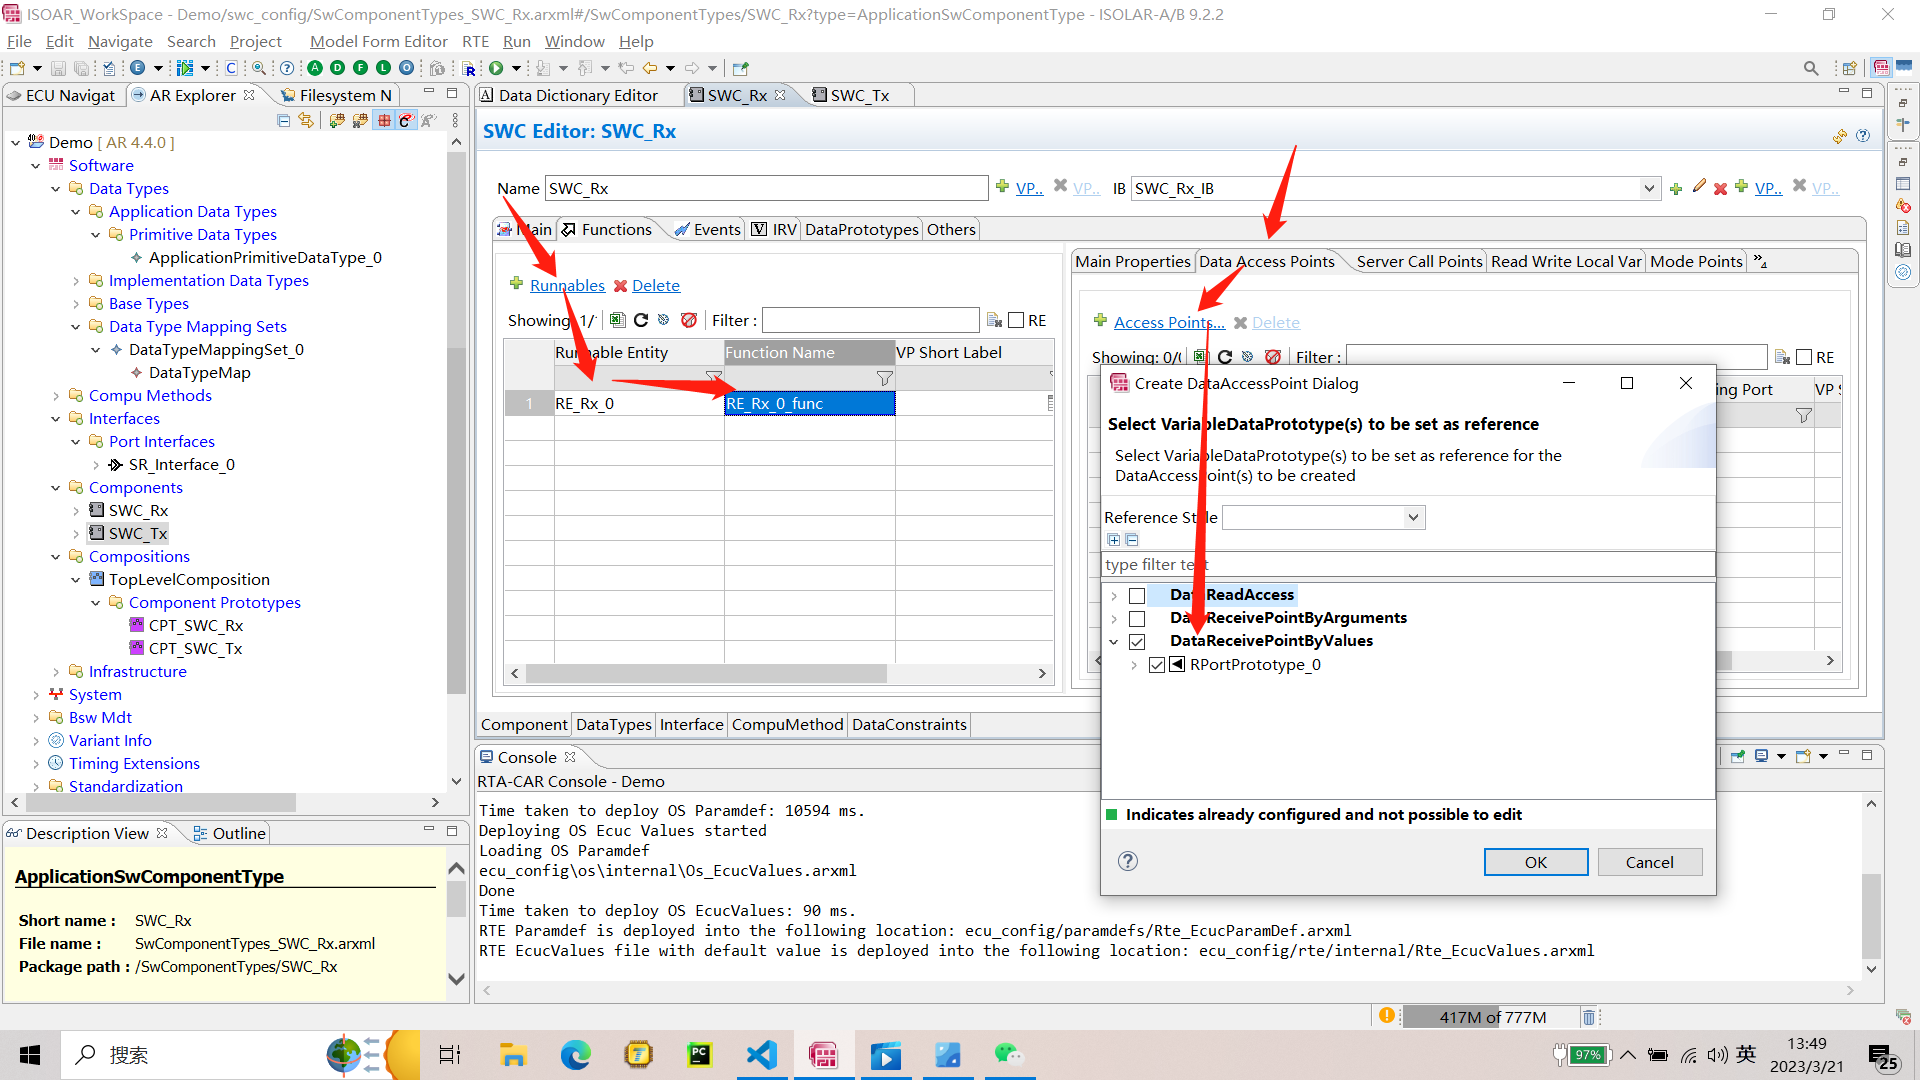 ISOAR_WorkSpace - Demo/swc_config/SwComponentTypes_SWC_Rx.arxml#/SwComponentTypes/SWC_Rx?type=ApplicationSwComponentType - ISOLAR-A/B 9.2.2
File Edit Navigate Search Project Model Form Editor RTE Run Window Help
ECU Navigat AR Explorer Filesystem N
Data Dictionary Editor SWC_Rx SWC_Tx
Demo [ AR 4.4.0 ]
Software
Data Types
Application Data Types
Primitive Data Types
ApplicationPrimitiveDataType_0
Implementation Data Types
Base Types
Data Type Mapping Sets
DataTypeMappingSet_0
DataTypeMap
Compu Methods
Interfaces
Port Interfaces
SR_Interface_0
Components
SWC_Rx
SWC_Tx
Compositions
TopLevelComposition
Component Prototypes
CPT_SWC_Rx
CPT_SWC_Tx
Infrastructure
System
Bsw Mdt
Variant Info
Timing Extensions
Standardization
Description View Outline
ApplicationSwComponentType
Short name : SWC_Rx
File name : SwComponentTypes_SWC_Rx.arxml
Package path : /SwComponentTypes/SWC_Rx
SWC Editor: SWC_Rx
Name SWC_Rx VP.. VP.. IB SWC_Rx_IB VP.. VP..
Main Functions Events IRV DataPrototypes Others
Runnables Delete
Showing 1/ Filter : RE
Runnable Entity Function Name VP Short Label
1 RE_Rx_0 RE_Rx_0_func
Main Properties Data Access Points Server Call Points Read Write Local Var Mode Points »4
Access Points... Delete
Showing: 0/0 Filter : RE
ing Port VP S
Create DataAccessPoint Dialog
Select VariableDataPrototype(s) to be set as reference
Select VariableDataPrototype(s) to be set as reference for the
DataAccessPoint(s) to be created
Reference Style
type filter text
DataReadAccess
DataReceivePointByArguments
DataReceivePointByValues
RPortPrototype_0
Indicates already configured and not possible to edit
OK Cancel
Component DataTypes Interface CompuMethod DataConstraints
Console
RTA-CAR Console - Demo
Time taken to deploy OS Paramdef: 10594 ms.
Deploying OS Ecuc Values started
Loading OS Paramdef
ecu_config\os\internal\Os_EcucValues.arxml
Done
Time taken to deploy OS EcucValues: 90 ms.
RTE Paramdef is deployed into the following location: ecu_config/paramdefs/Rte_EcucParamDef.arxml
RTE EcucValues file with default value is deployed into the following location: ecu_config/rte/internal/Rte_EcucValues.arxml
417M of 777M
搜索
97% 英 13:49
2023/3/21 25